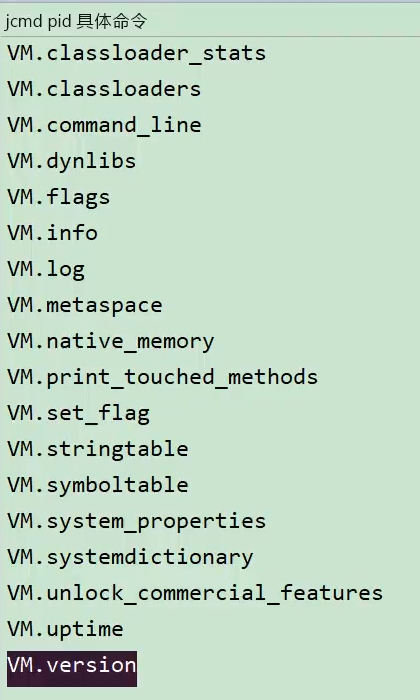 jcmd pid 具体命令
VM.classloader_stats
VM.classloaders
VM.command_line
VM.dynlibs
VM.flags
VM.info
VM.log
VM.metaspace
VM.native_memory
VM.print_touched_methods
VM.set_flag
VM.stringtable
VM.symboltable
VM.system_properties
VM.systemdictionary
VM.unlock_commercial_features
VM.uptime
VM.version